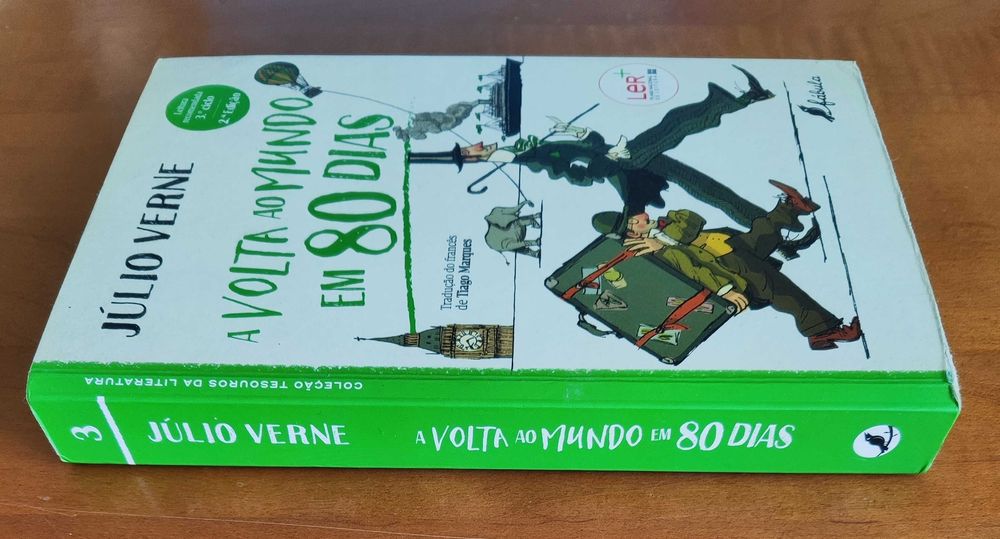 JÚLIO VERNE
A VOLTA AO MUNDO
EM 80 DIAS
Leitura
recomendada
3.º ciclo
2.ª Edição
Tradução do francês
de Tiago Marques
LeR+
fábula
COLEÇÃO TESOUROS DA LITERATURA
3
JÚLIO VERNE
A VOLTA AO MUNDO EM 80 DIAS